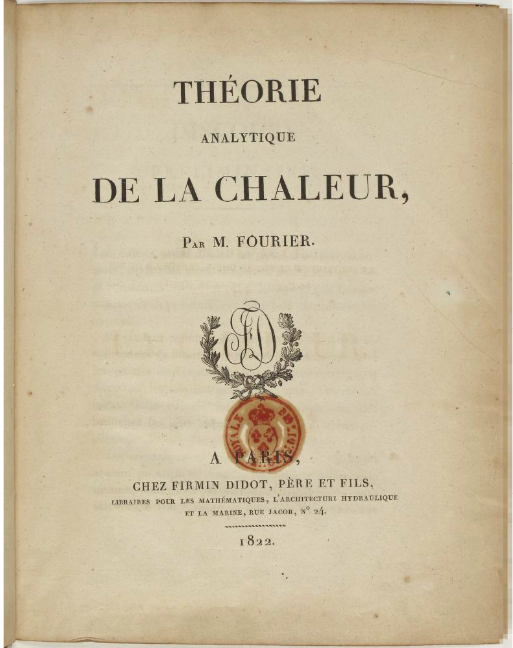 THÉORIE
ANALYTIQUE
DE LA CHALEUR,
PAR M. FOURIER.
FD
A PARIS,
CHEZ FIRMIN DIDOT, PÈRE ET FILS,
LIBRAIRES POUR LES MATHÉMATIQUES, L'ARCHITECTURE HYDRAULIQUE
ET LA MARINE, RUE JACOB, N° 24.
1822.